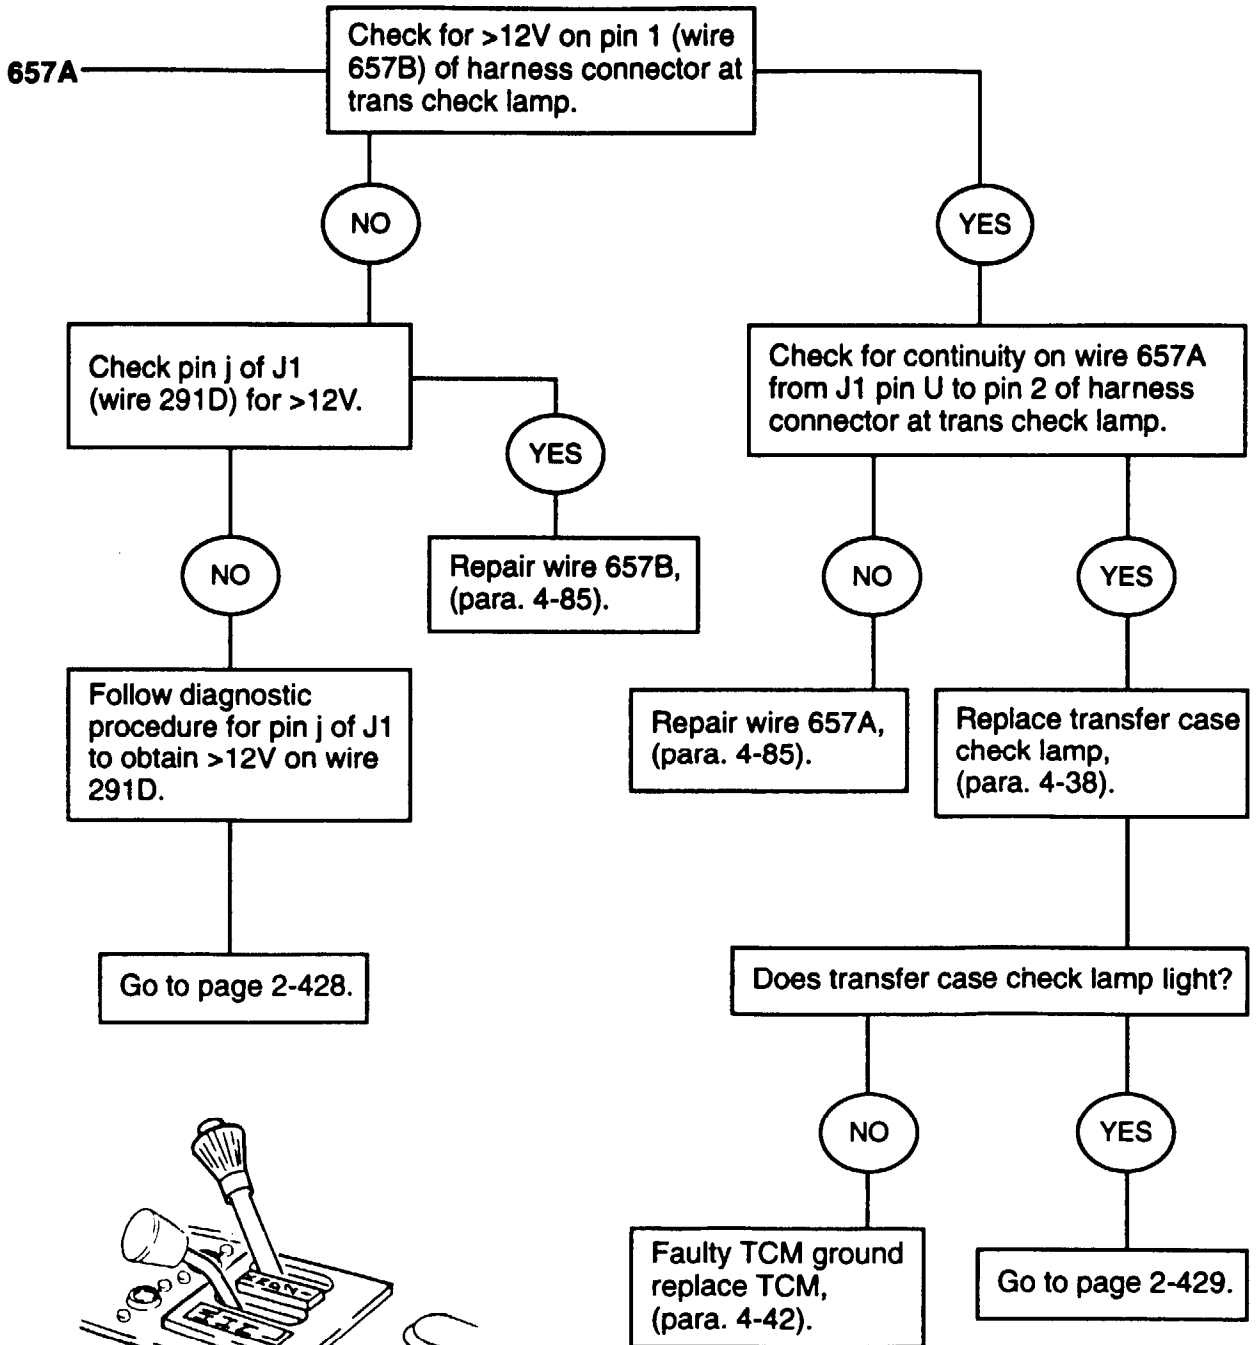 657A
Check for >12V on pin 1 (wire
657B) of harness connector at
trans check lamp.
NO
YES
Check pin j of J1
(wire 291D) for >12V.
YES
Check for continuity on wire 657A
from J1 pin U to pin 2 of harness
connector at trans check lamp.
NO
Repair wire 657B,
(para. 4-85).
NO
YES
Follow diagnostic
procedure for pin j of J1
to obtain >12V on wire
291D.
Repair wire 657A,
(para. 4-85).
Replace transfer case
check lamp,
(para. 4-38).
Go to page 2-428.
Does transfer case check lamp light?
NO
YES
Faulty TCM ground
replace TCM,
(para. 4-42).
Go to page 2-429.